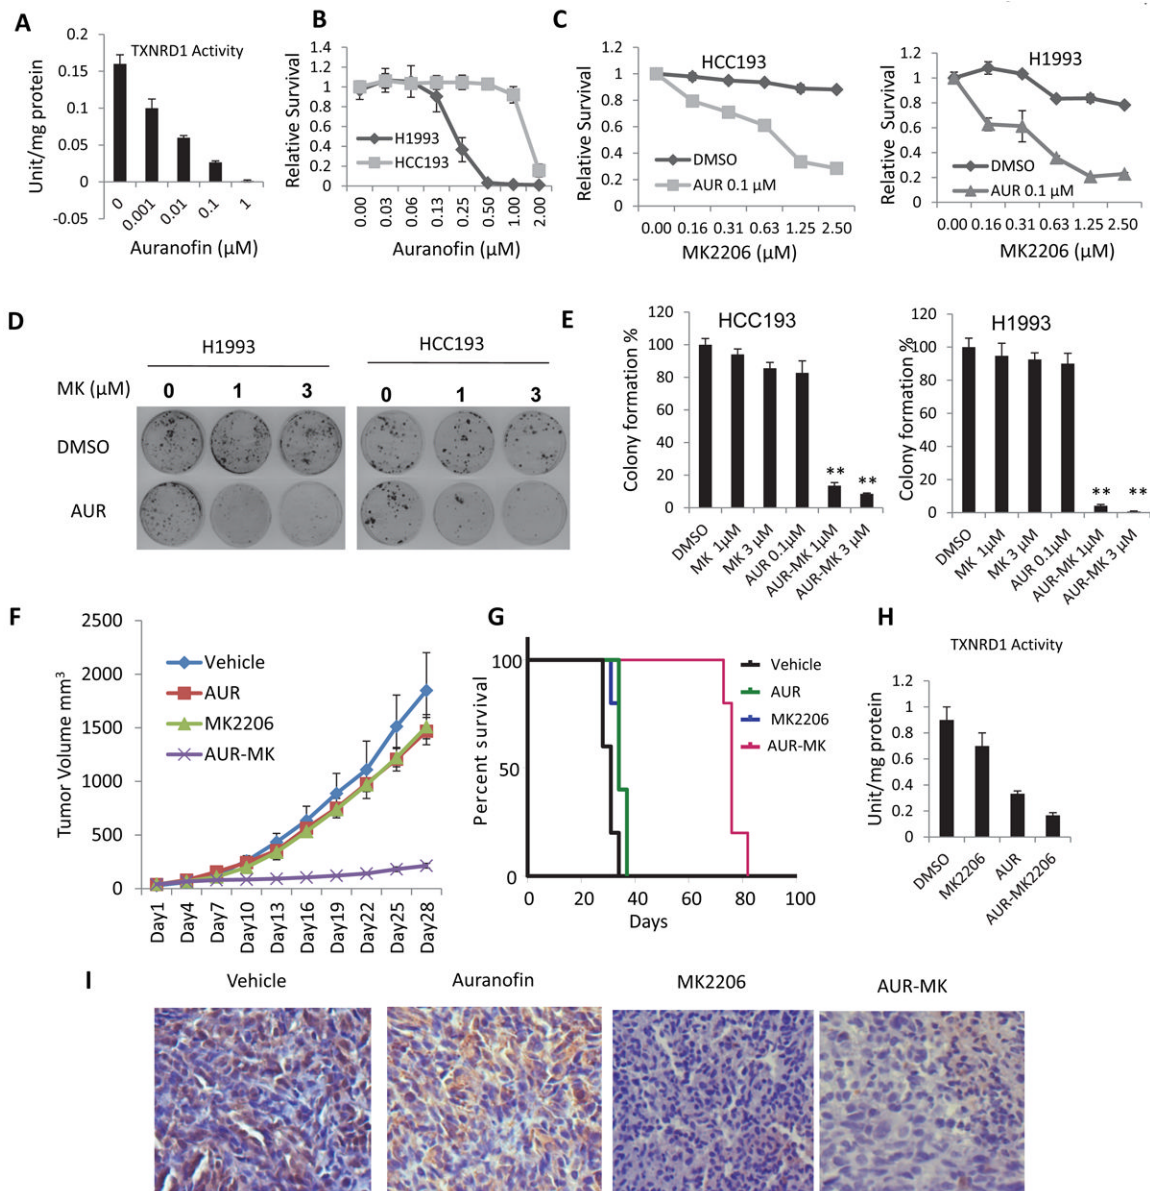 A
TXNRD1 Activity
Unit/mg protein
0.2
0.15
0.1
0.05
0
-0.05
0
0.001
0.01
0.1
1
Auranofin (µM)
B
Relative Survival
1.4
1.2
1
0.8
0.6
0.4
0.2
0
H1993
HCC193
0.00
0.03
0.06
0.13
0.25
0.50
1.00
2.00
Auranofin (µM)
C
HCC193
Relative Survival
1.2
1
0.8
0.6
0.4
0.2
0
DMSO
AUR 0.1 µM
0.00 0.16 0.31 0.63 1.25 2.50
MK2206 (µM)
H1993
Relative Survival
1.2
1
0.8
0.6
0.4
0.2
0
DMSO
AUR 0.1 µM
0.00 0.16 0.31 0.63 1.25 2.50
MK2206 (µM)
D
H1993
HCC193
MK (µM)
0 1 3
0 1 3
DMSO
AUR
E
HCC193
Colony formation %
120
100
80
60
40
20
0
** **
DMSO
MK 1µM
MK 3 µM
AUR 0.1µM
AUR-MK 1µM
AUR-MK 3 µM
H1993
Colony formation %
120
100
80
60
40
20
0
** **
DMSO
MK 1µM
MK 3 µM
AUR 0.1µM
AUR-MK 1µM
AUR-MK 3 µM
F
Tumor Volume mm³
2500
2000
1500
1000
500
0
Vehicle
AUR
MK2206
AUR-MK
Day1
Day4
Day7
Day10
Day13
Day16
Day19
Day22
Day25
Day28
G
Percent survival
100
50
0
Vehicle
AUR
MK2206
AUR-MK
0 20 40 60 80 100
Days
H
TXNRD1 Activity
Unit/mg protein
1.2
1
0.8
0.6
0.4
0.2
0
DMSO
MK2206
AUR
AUR-MK2206
I
Vehicle
Auranofin
MK2206
AUR-MK